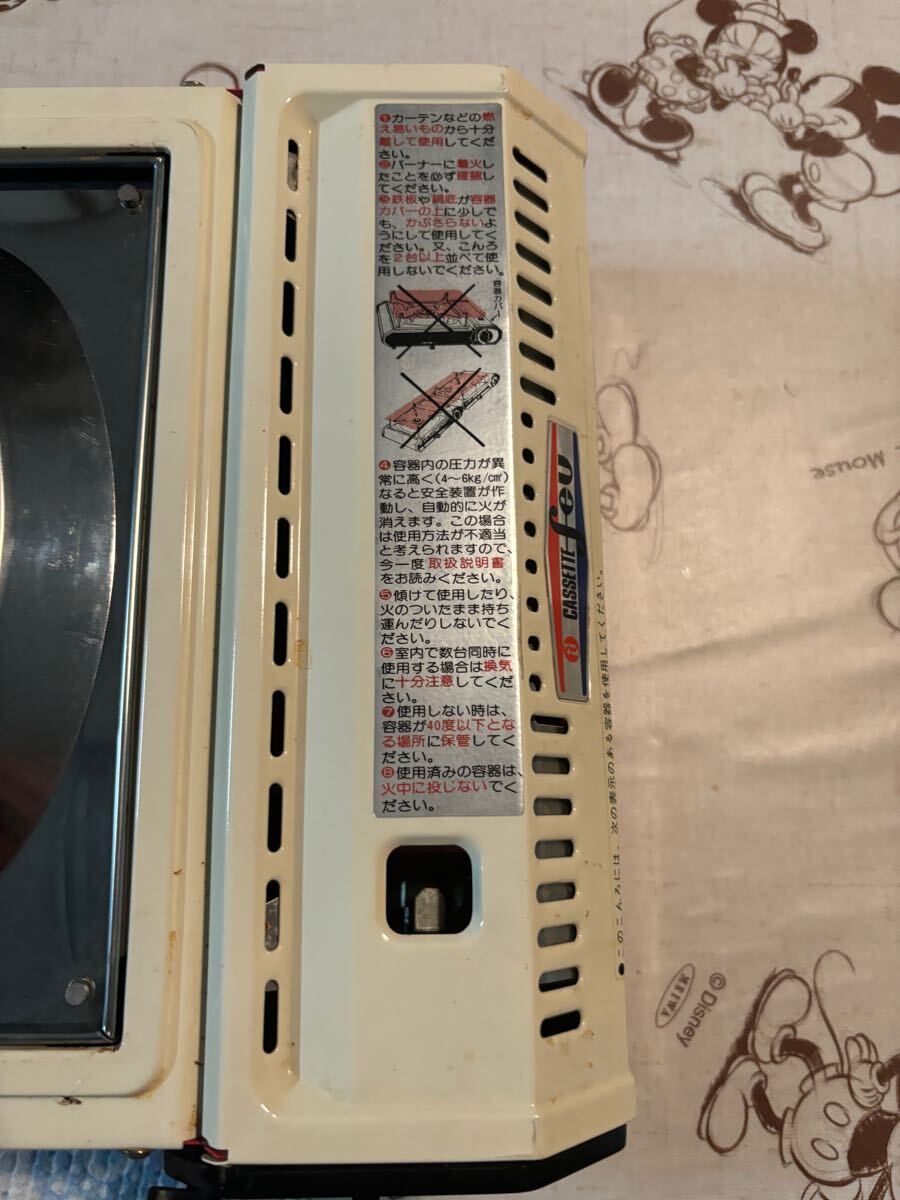 ①カーテンなどの燃
え易いものから十分
離して使用してくだ
さい。
②バーナーに着火し
たことを必ず確認し
てください。
③鉄板や鍋底が容器
カバーの上に少しで
も、かぶさらないよ
うにして使用してく
ださい。又、こんろ
を2台以上並べて使
用しないでください。
容器カバー
④容器内の圧力が異
常に高く(4〜6kg/cm²)
なると安全装置が作
動し、自動的に火が
消えます。この場合
は使用方法が不適当
と考えられますので、
今一度取扱説明書
をお読みください。
⑤傾けて使用したり、
火のついたまま持ち
運んだりしないでく
ださい。
⑥室内で数台同時に
使用する場合は換気
に十分注意してくだ
さい。
⑦使用しない時は、
容器が40度以下とな
る場所に保管してく
ださい。
⑧使用済みの容器は、
火中に投じないでく
ださい。
CASSETTE feu
●このこんろには、次の表示のある容器を使用してください。
Mouse
© Disney
MEIWA